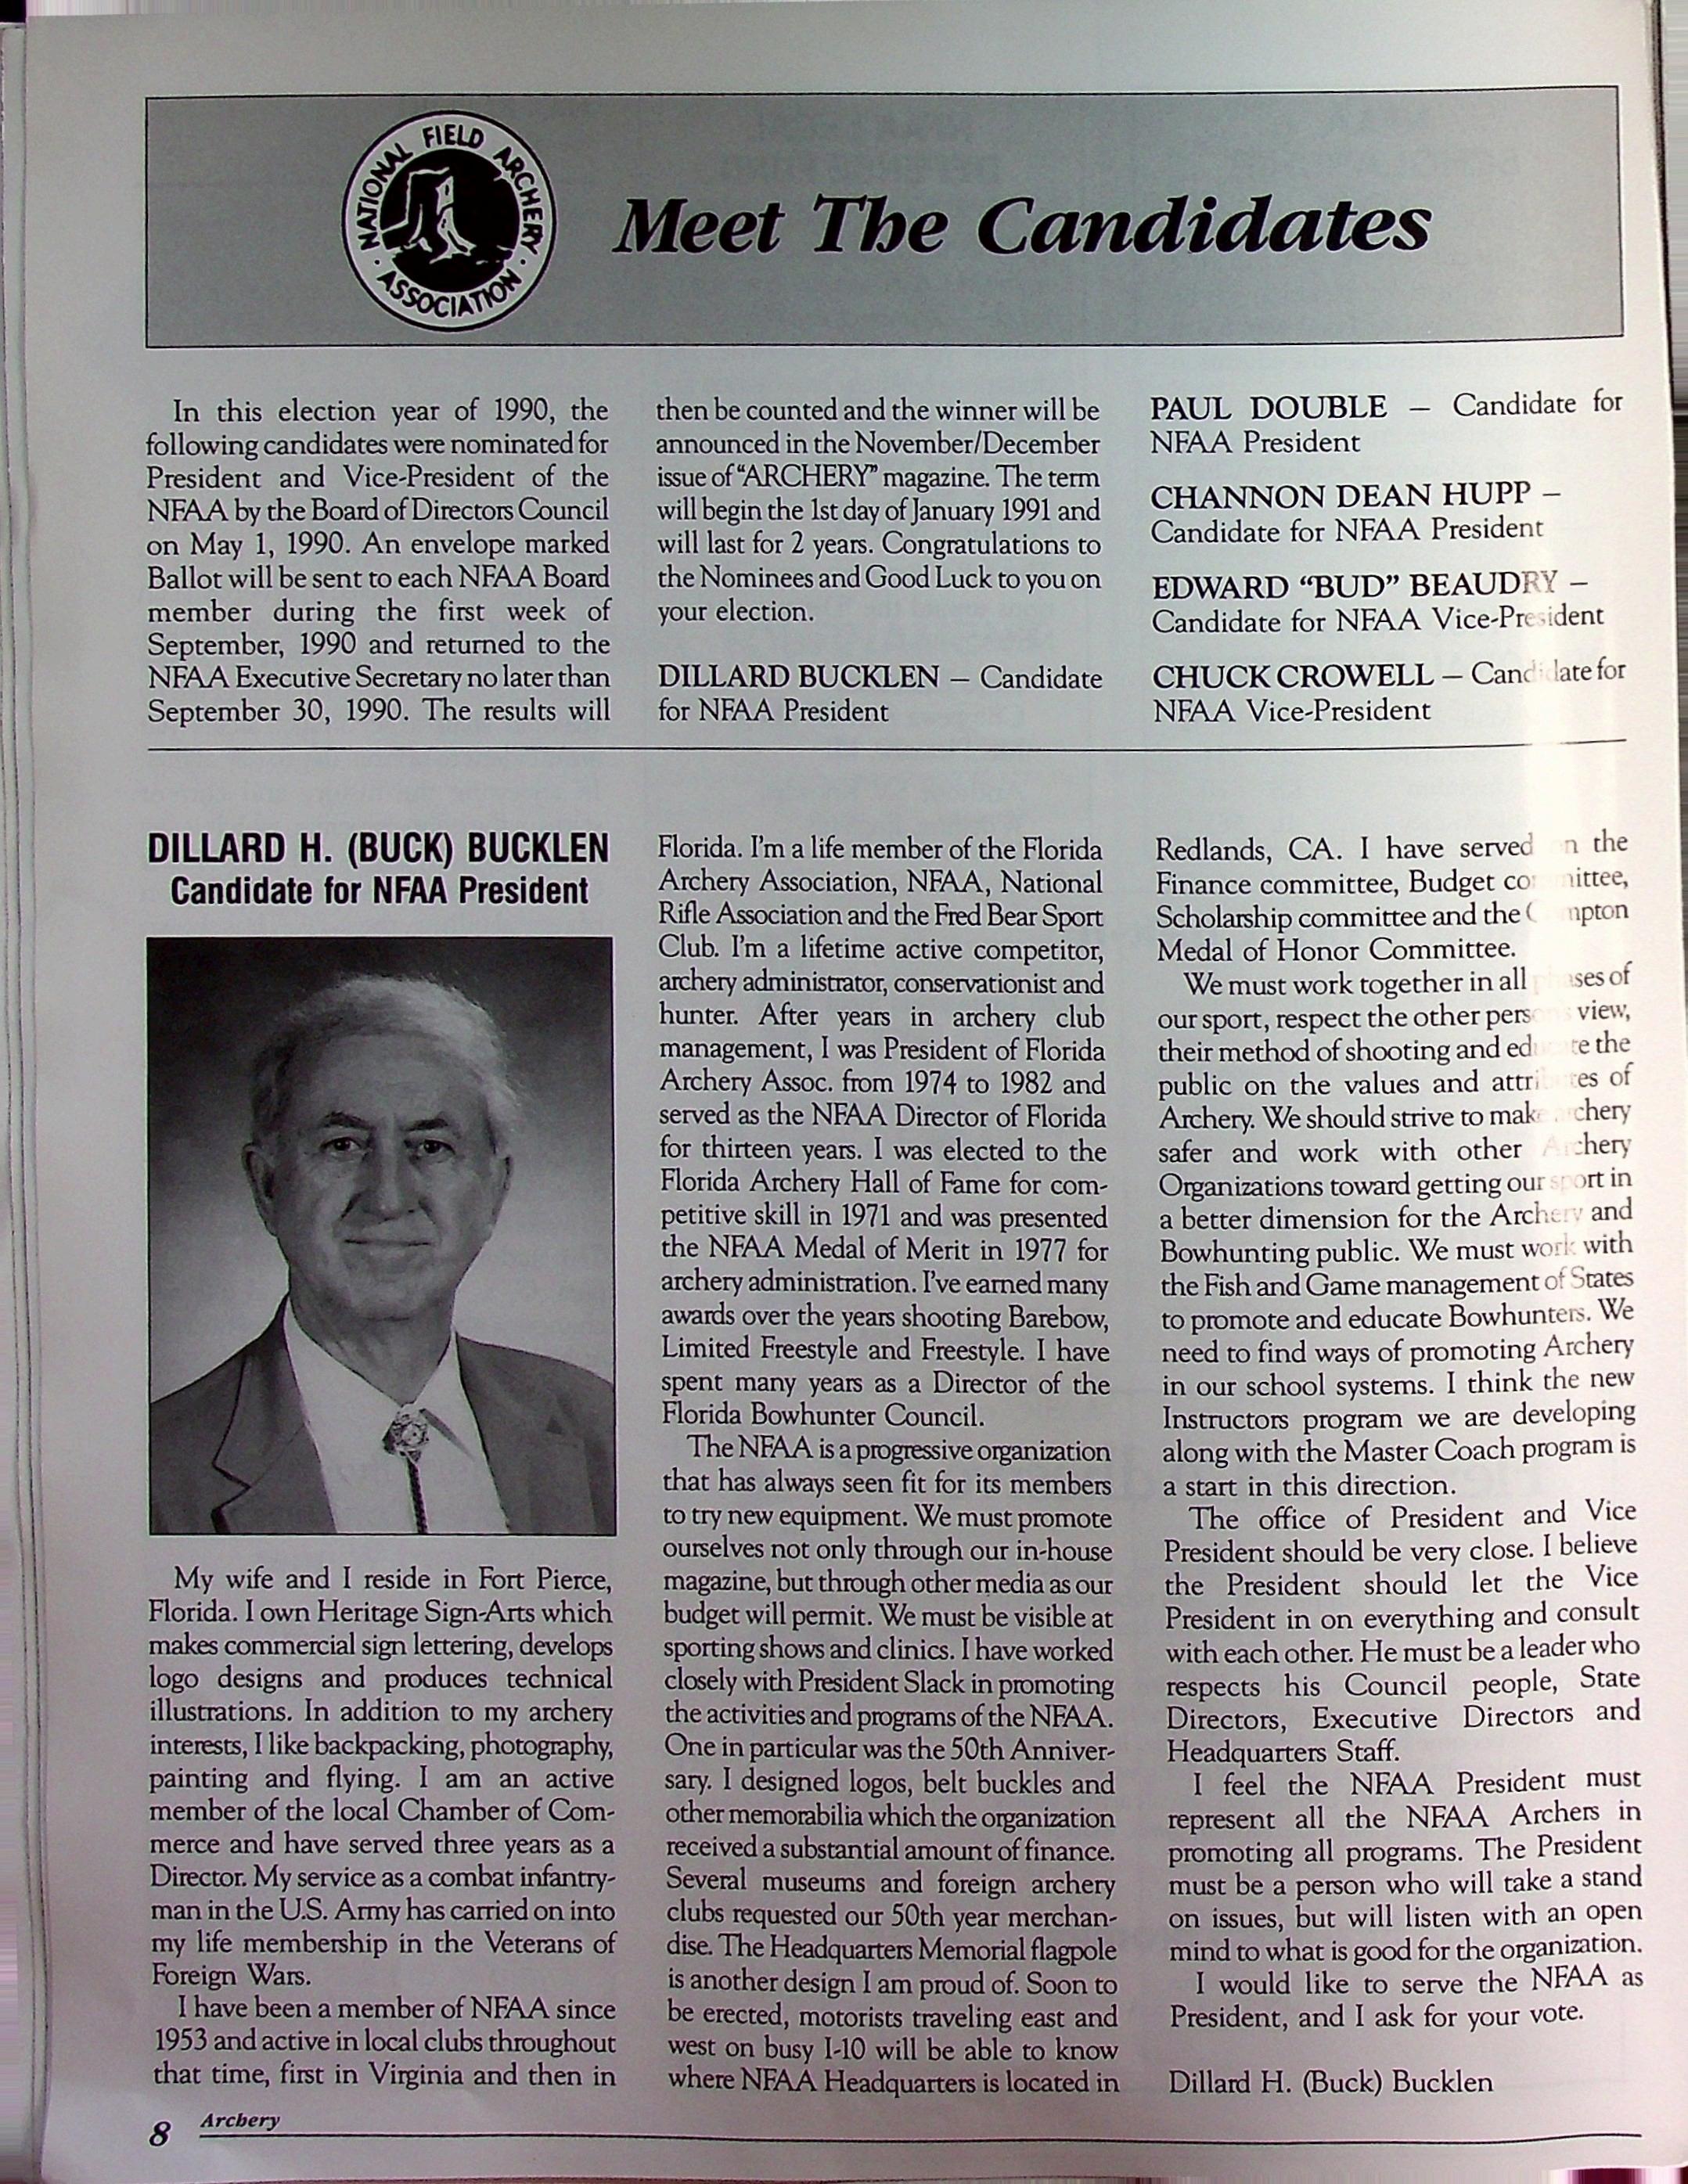 NATIONAL FIELD ARCHERY
· ASSOCIATION ·
Meet The Candidates
In this election year of 1990, the
following candidates were nominated for
President and Vice-President of the
NFAA by the Board of Directors Council
on May 1, 1990. An envelope marked
Ballot will be sent to each NFAA Board
member during the first week of
September, 1990 and returned to the
NFAA Executive Secretary no later than
September 30, 1990. The results will
then be counted and the winner will be
announced in the November/December
issue of "ARCHERY" magazine. The term
will begin the 1st day of January 1991 and
will last for 2 years. Congratulations to
the Nominees and Good Luck to you on
your election.
DILLARD BUCKLEN – Candidate
for NFAA President
PAUL DOUBLE – Candidate for
NFAA President
CHANNON DEAN HUPP –
Candidate for NFAA President
EDWARD "BUD" BEAUDRY –
Candidate for NFAA Vice-President
CHUCK CROWELL – Candidate for
NFAA Vice-President
DILLARD H. (BUCK) BUCKLEN
Candidate for NFAA President
My wife and I reside in Fort Pierce,
Florida. I own Heritage Sign-Arts which
makes commercial sign lettering, develops
logo designs and produces technical
illustrations. In addition to my archery
interests, I like backpacking, photography,
painting and flying. I am an active
member of the local Chamber of Com-
merce and have served three years as a
Director. My service as a combat infantry-
man in the U.S. Army has carried on into
my life membership in the Veterans of
Foreign Wars.
I have been a member of NFAA since
1953 and active in local clubs throughout
that time, first in Virginia and then in
Florida. I'm a life member of the Florida
Archery Association, NFAA, National
Rifle Association and the Fred Bear Sport
Club. I'm a lifetime active competitor,
archery administrator, conservationist and
hunter. After years in archery club
management, I was President of Florida
Archery Assoc. from 1974 to 1982 and
served as the NFAA Director of Florida
for thirteen years. I was elected to the
Florida Archery Hall of Fame for com-
petitive skill in 1971 and was presented
the NFAA Medal of Merit in 1977 for
archery administration. I've earned many
awards over the years shooting Barebow,
Limited Freestyle and Freestyle. I have
spent many years as a Director of the
Florida Bowhunter Council.
The NFAA is a progressive organization
that has always seen fit for its members
to try new equipment. We must promote
ourselves not only through our in-house
magazine, but through other media as our
budget will permit. We must be visible at
sporting shows and clinics. I have worked
closely with President Slack in promoting
the activities and programs of the NFAA.
One in particular was the 50th Anniver-
sary. I designed logos, belt buckles and
other memorabilia which the organization
received a substantial amount of finance.
Several museums and foreign archery
clubs requested our 50th year merchan-
dise. The Headquarters Memorial flagpole
is another design I am proud of. Soon to
be erected, motorists traveling east and
west on busy I-10 will be able to know
where NFAA Headquarters is located in
Redlands, CA. I have served the
Finance committee, Budget committee,
Scholarship committee and the
Medal of Honor Committee.
We must work together in all phases of
our sport, respect the other persons view,
their method of shooting and educate the
public on the values and attributes of
Archery. We should strive to make archery
safer and work with other Archery
Organizations toward getting our sport in
a better dimension for the Archery and
Bowhunting public. We must work with
the Fish and Game management of States
to promote and educate Bowhunters. We
need to find ways of promoting Archery
in our school systems. I think the new
Instructors program we are developing
along with the Master Coach program is
a start in this direction.
The office of President and Vice
President should be very close. I believe
the President should let the Vice
President in on everything and consult
with each other. He must be a leader who
respects his Council people, State
Directors, Executive Directors and
Headquarters Staff.
I feel the NFAA President must
represent all the NFAA Archers in
promoting all programs. The President
must be a person who will take a stand
on issues, but will listen with an open
mind to what is good for the organization.
I would like to serve the NFAA as
President, and I ask for your vote.
Dillard H. (Buck) Bucklen
8 Archery